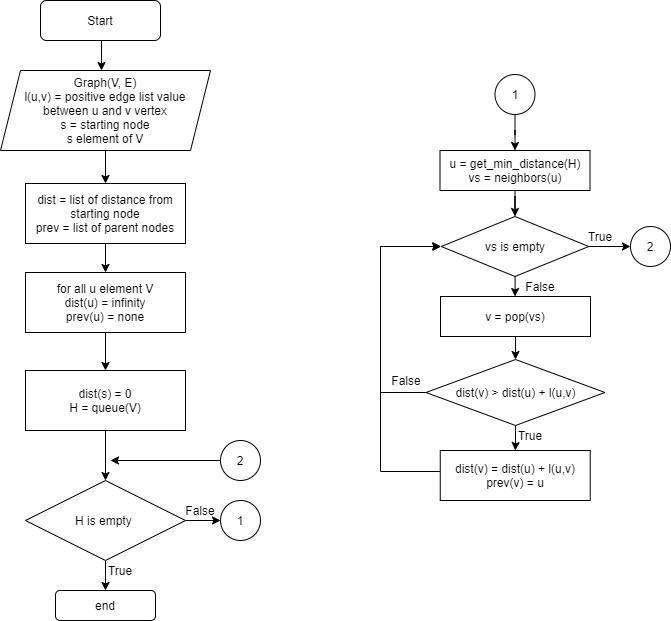 Start
Graph(V, E)
l(u,v) = positive edge list value
between u and v vertex
s = starting node
s element of V
dist = list of distance from
starting node
prev = list of parent nodes
for all u element V
dist(u) = infinity
prev(u) = none
dist(s) = 0
H = queue(V)
2
H is empty
False
1
True
end
1
u = get_min_distance(H)
vs = neighbors(u)
vs is empty
True
2
False
v = pop(vs)
False
dist(v) > dist(u) + l(u,v)
True
dist(v) = dist(u) + l(u,v)
prev(v) = u